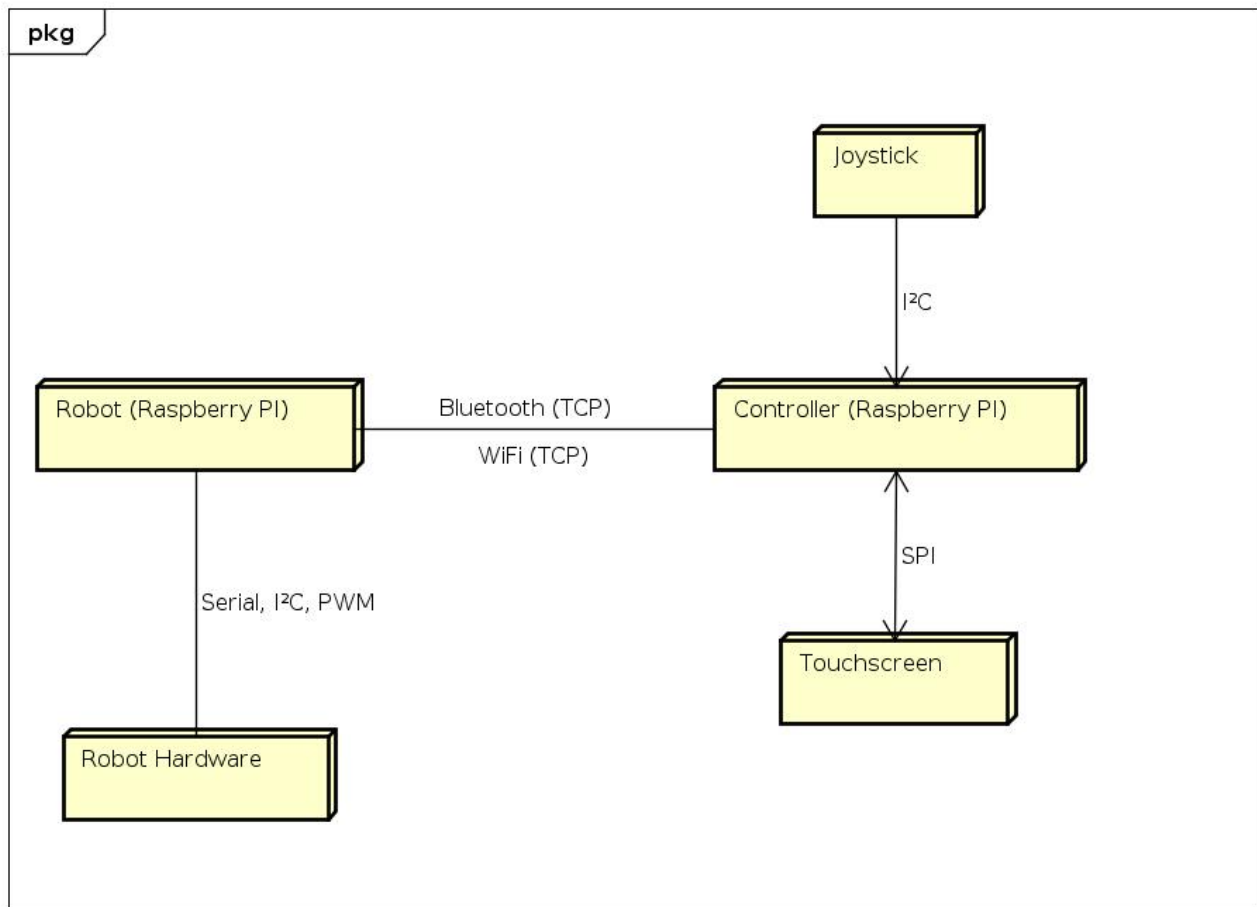 pkg
Joystick
I²C
Robot (Raspberry PI)
Bluetooth (TCP)
WiFi (TCP)
Controller (Raspberry PI)
SPI
Serial, I²C, PWM
Touchscreen
Robot Hardware